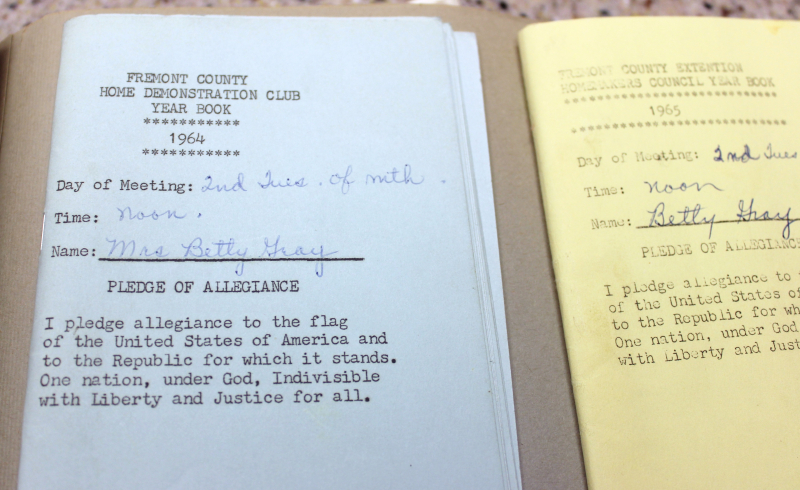 FREMONT COUNTY
HOME DEMONSTRATION CLUB
YEAR BOOK
***********
1964
***********
Day of Meeting: 2nd Tues. of mth.
Time: Noon.
Name: Mrs Betty Gray
PLEDGE OF ALLEGIANCE
I pledge allegiance to the flag
of the United States of America and
to the Republic for which it stands.
One nation, under God, Indivisible
with Liberty and Justice for all.
FREMONT COUNTY EXTENTION
HOMEMAKERS COUNCIL YEAR BOOK
1965
Day of Meeting: 2nd Tues
Time: noon
Name: Betty Gray
PLEDGE OF ALLEGIANCE
I pledge allegiance to
of the United States of
to the Republic for wh
One nation, under God
with Liberty and Just